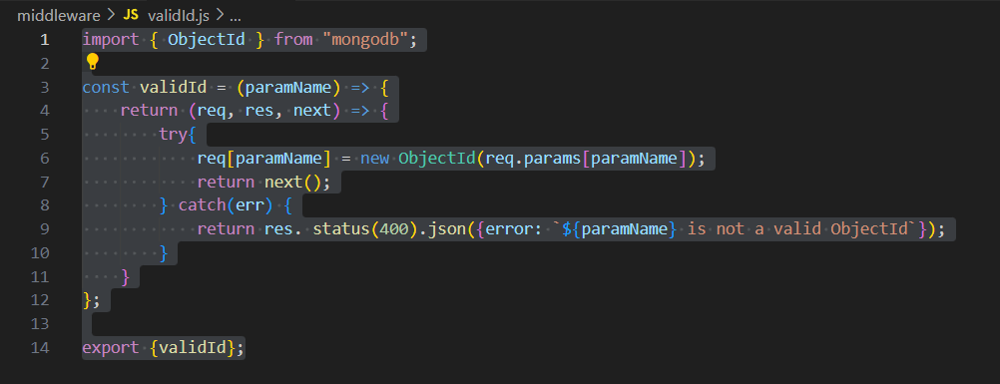 middleware > JS validId.js > ...
1 import { ObjectId } from "mongodb";
2
3 const validId = (paramName) => {
4     return (req, res, next) => {
5         try{
6             req[paramName] = new ObjectId(req.params[paramName]);
7             return next();
8         } catch(err) {
9             return res. status(400).json({error: `${paramName} is not a valid ObjectId`});
10         }
11     }
12 };
13
14 export {validId};